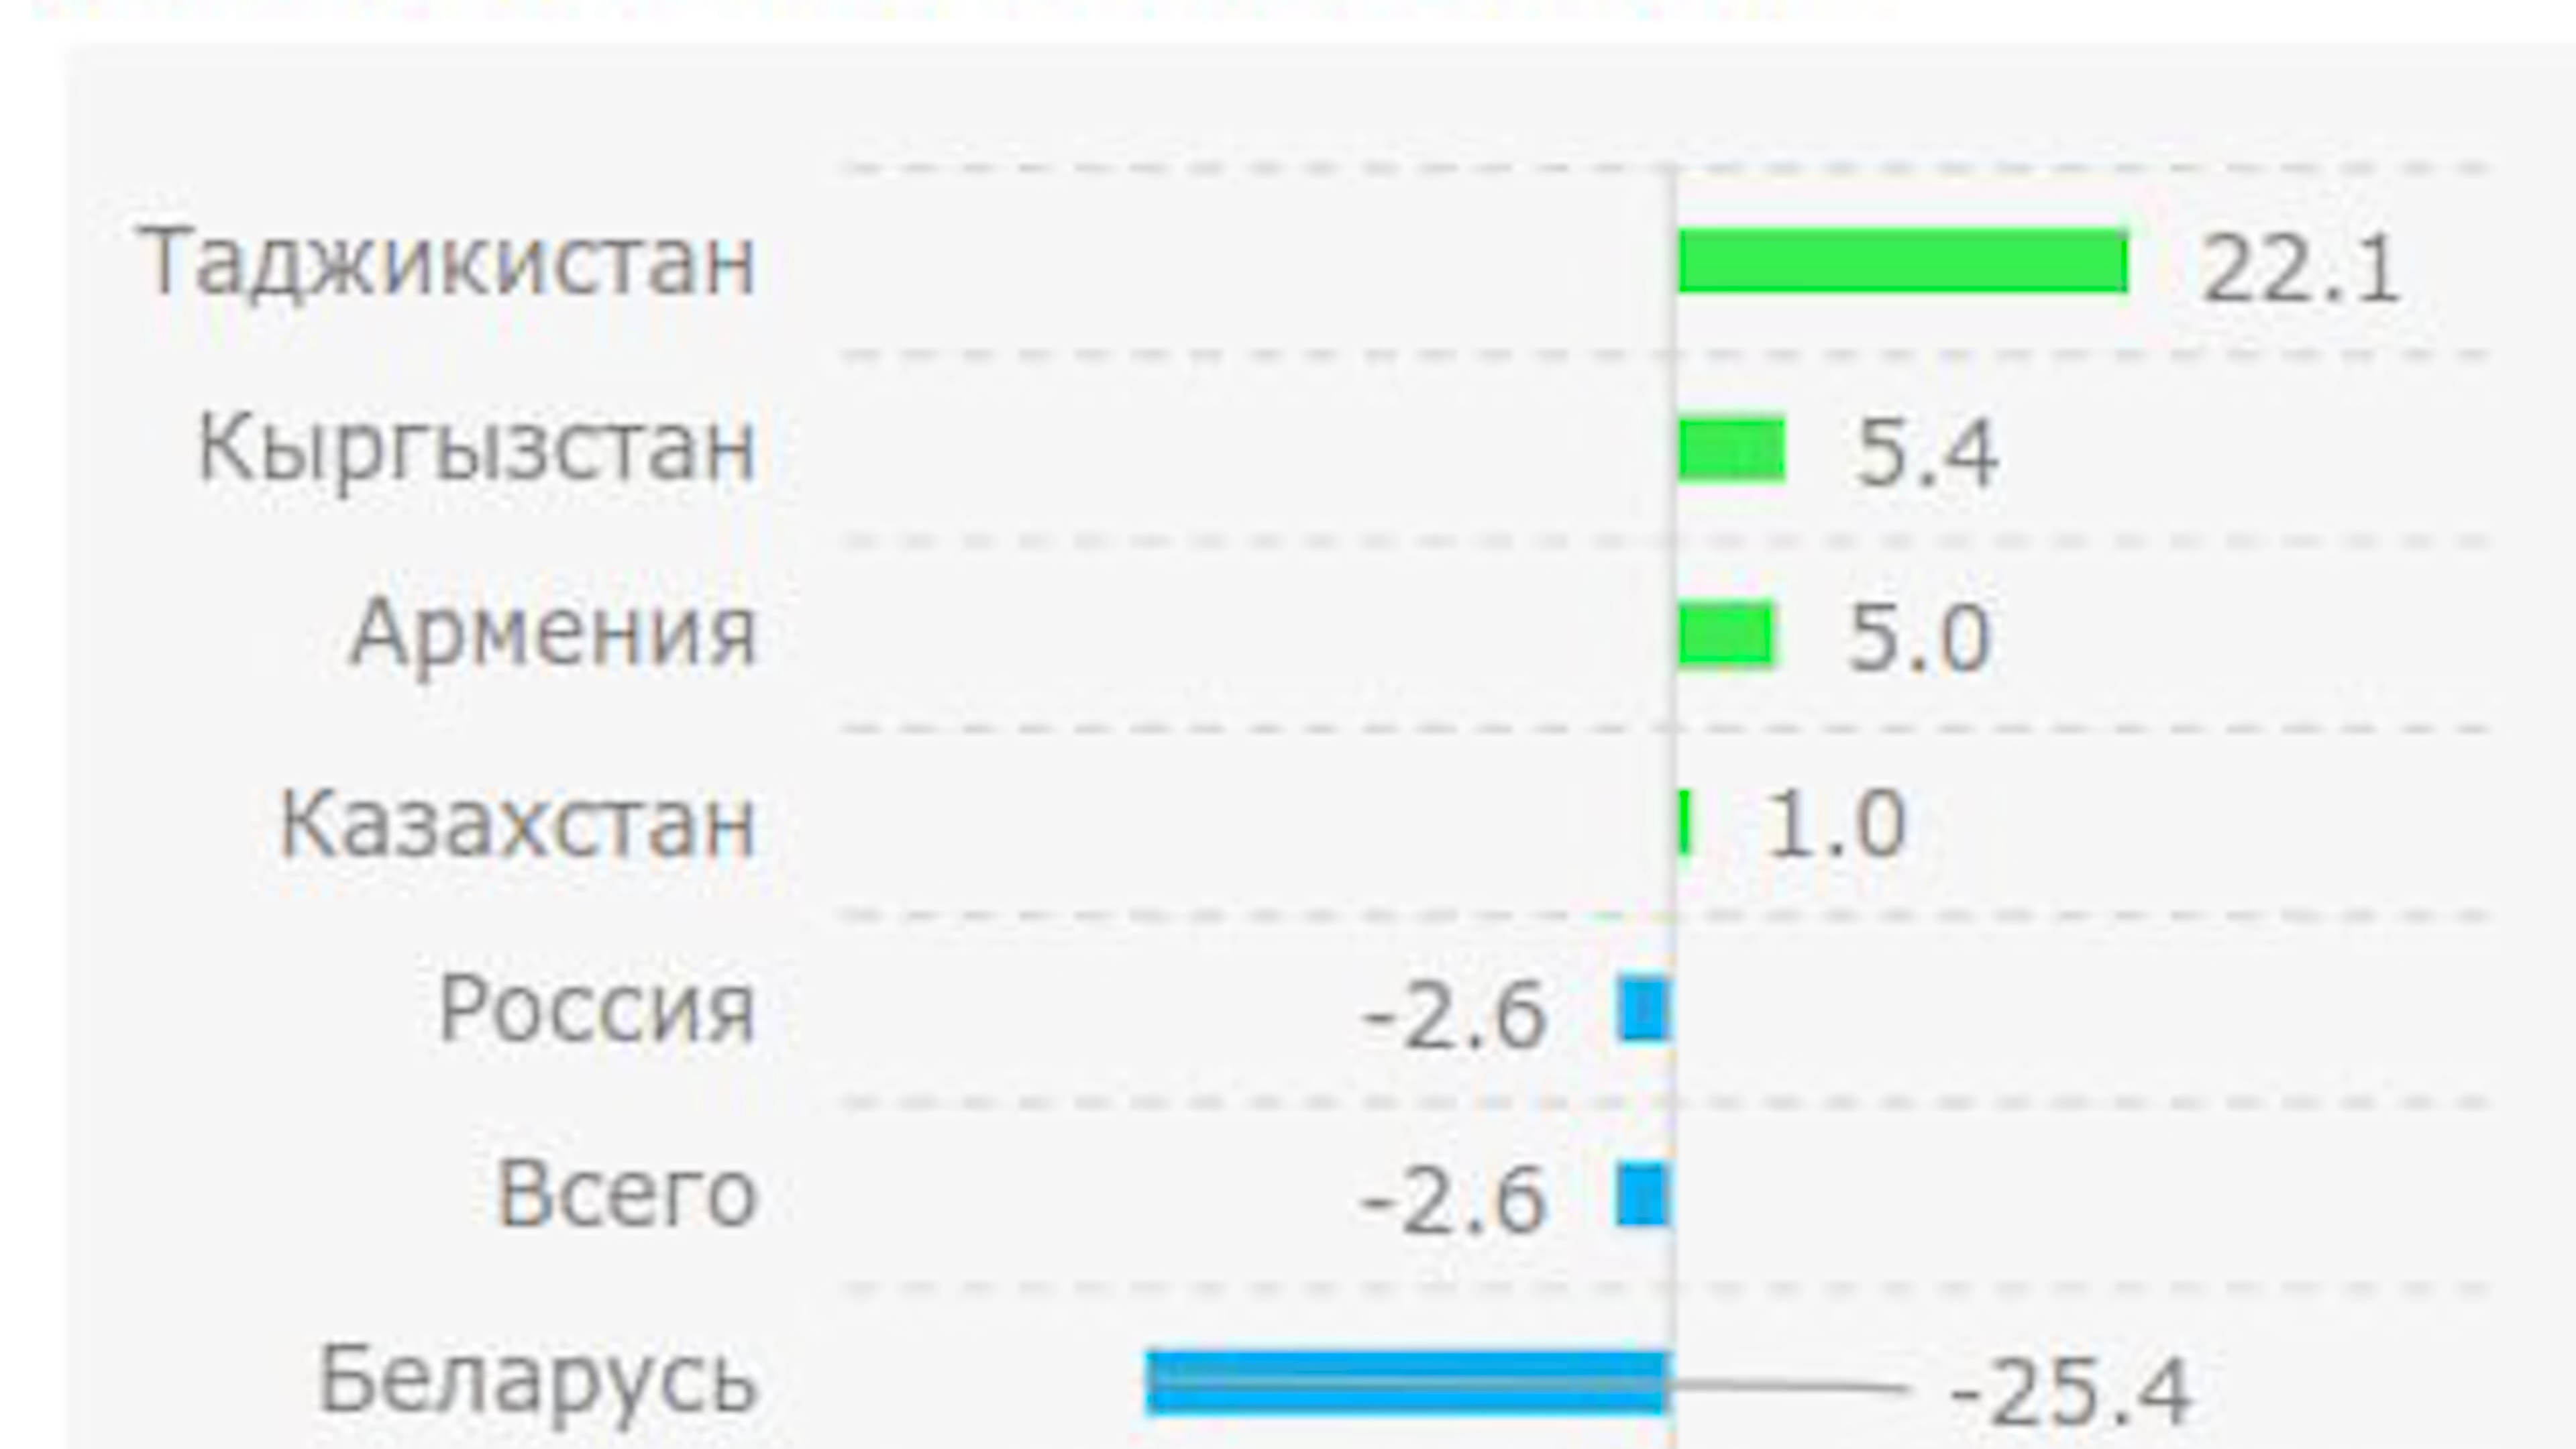 Таджикистан 22.1
Кыргызстан 5.4
Армения 5.0
Казахстан 1.0
Россия -2.6
Всего -2.6
Беларусь -25.4